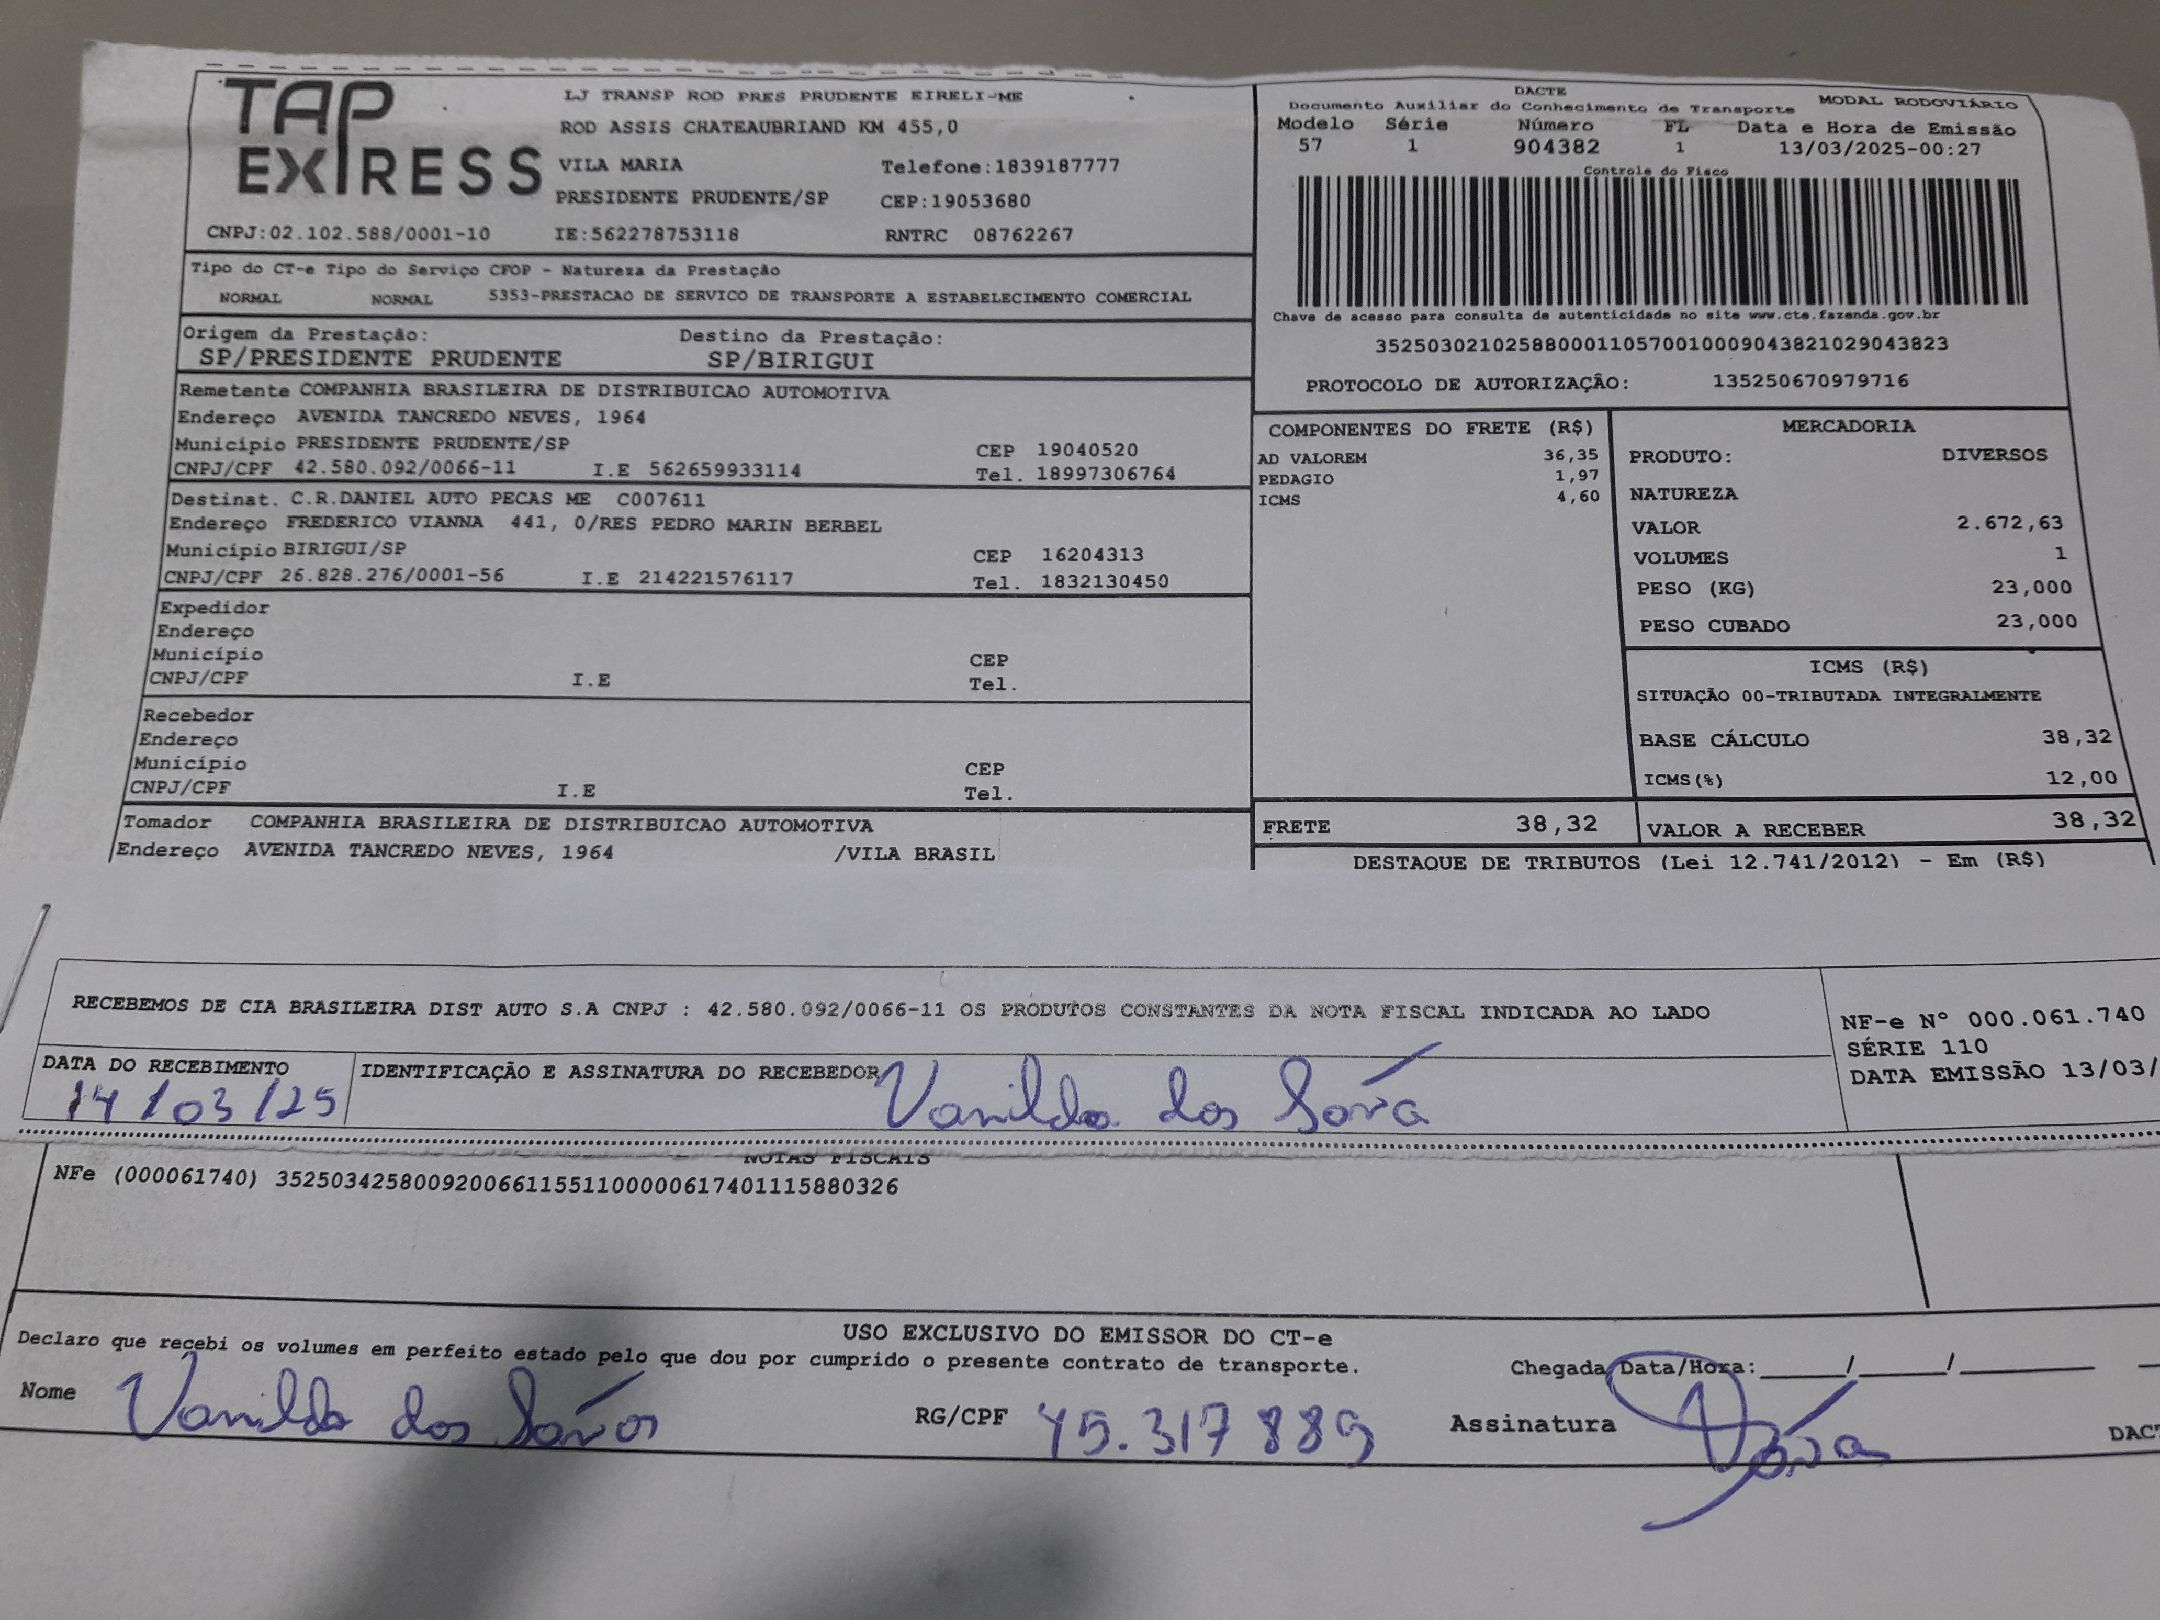 TAP EXPRESS
LJ TRANSP ROD PRES PRUDENTE EIRELI-ME
ROD ASSIS CHATEAUBRIAND KM 455,0
VILA MARIA Telefone:1839187777
PRESIDENTE PRUDENTE/SP CEP:19053680
CNPJ:02.102.588/0001-10 IE:562278753118 RNTRC 08762267
DACTE
Documento Auxiliar do Conhecimento de Transporte MODAL RODOVIÁRIO
Modelo Série Número FL Data e Hora de Emissão
57 1 904382 1 13/03/2025-00:27
Controle do Fisco
Chave de acesso para consulta de autenticidade no site www.cte.fazenda.gov.br
35250302102588000110570010009043821029043823
PROTOCOLO DE AUTORIZAÇÃO: 135250670979716
Tipo do CT-e Tipo do Serviço CFOP - Natureza da Prestação
NORMAL NORMAL 5353-PRESTACAO DE SERVICO DE TRANSPORTE A ESTABELECIMENTO COMERCIAL
Origem da Prestação: Destino da Prestação:
SP/PRESIDENTE PRUDENTE SP/BIRIGUI
Remetente COMPANHIA BRASILEIRA DE DISTRIBUICAO AUTOMOTIVA
Endereço AVENIDA TANCREDO NEVES, 1964
Município PRESIDENTE PRUDENTE/SP CEP 19040520
CNPJ/CPF 42.580.092/0066-11 I.E 562659933114 Tel. 18997306764
Destinat. C.R.DANIEL AUTO PECAS ME C007611
Endereço FREDERICO VIANNA 441, 0/RES PEDRO MARIN BERBEL
Município BIRIGUI/SP CEP 16204313
CNPJ/CPF 26.828.276/0001-56 I.E 214221576117 Tel. 1832130450
Expedidor
Endereço
Município CEP
CNPJ/CPF I.E Tel.
Recebedor
Endereço
Município CEP
CNPJ/CPF I.E Tel.
Tomador COMPANHIA BRASILEIRA DE DISTRIBUICAO AUTOMOTIVA
Endereço AVENIDA TANCREDO NEVES, 1964 /VILA BRASIL
COMPONENTES DO FRETE (R$)
AD VALOREM 36,35
PEDAGIO 1,97
ICMS 4,60
MERCADORIA
PRODUTO: DIVERSOS
NATUREZA
VALOR 2.672,63
VOLUMES 1
PESO (KG) 23,000
PESO CUBADO 23,000
ICMS (R$)
SITUAÇÃO 00-TRIBUTADA INTEGRALMENTE
BASE CÁLCULO 38,32
ICMS(%) 12,00
FRETE 38,32 VALOR A RECEBER 38,32
DESTAQUE DE TRIBUTOS (Lei 12.741/2012) - Em (R$)
RECEBEMOS DE CIA BRASILEIRA DIST AUTO S.A CNPJ : 42.580.092/0066-11 OS PRODUTOS CONSTANTES DA NOTA FISCAL INDICADA AO LADO
NF-e Nº 000.061.740
SÉRIE 110
DATA EMISSÃO 13/03/
DATA DO RECEBIMENTO IDENTIFICAÇÃO E ASSINATURA DO RECEBEDOR
14/03/25 Vanilda dos
NOTAS FISCAIS
NFe (000061740) 35250342580092006611551100000617401115880326
USO EXCLUSIVO DO EMISSOR DO CT-e
Declaro que recebi os volumes em perfeito estado pelo que dou por cumprido o presente contrato de transporte.
Chegada Data/Hora:____/____/______
Nome Vanilda dos RG/CPF 45.317889 Assinatura
DACT